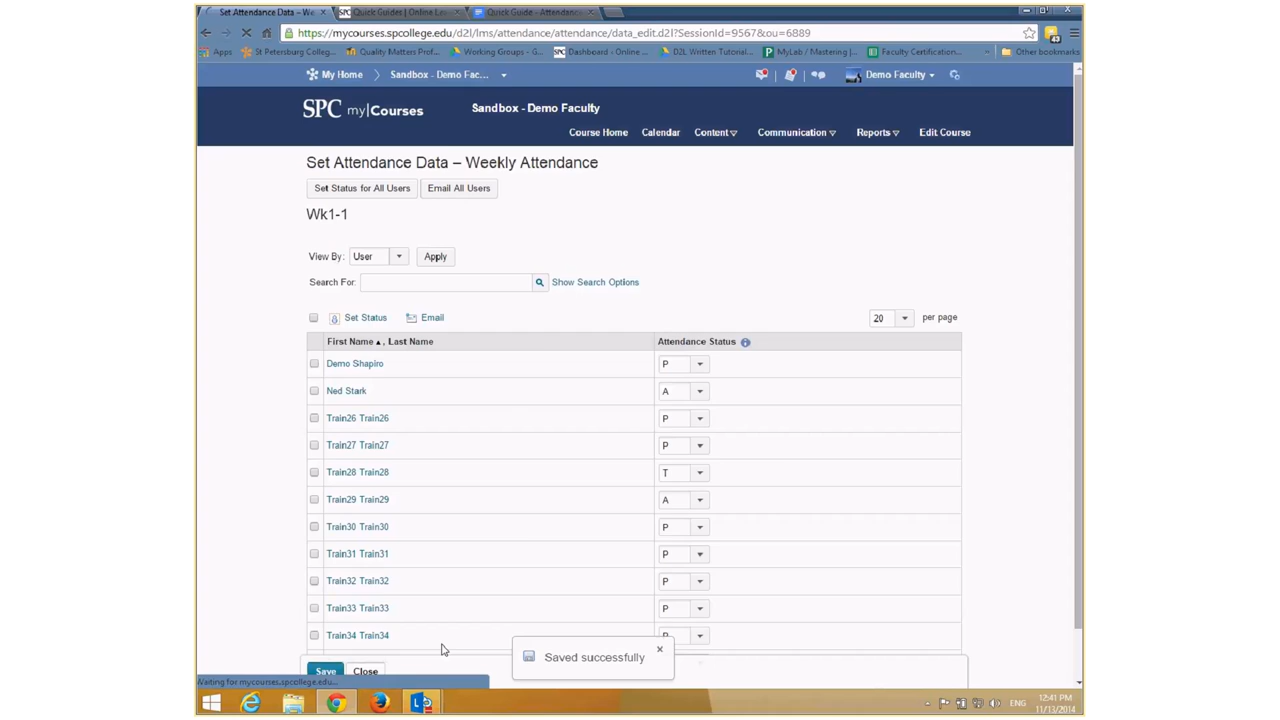 Set Attendance Data – We
Quick Guides | Online Le
Quick Guide - Attendance
https://mycourses.spcollege.edu/d2l/lms/attendance/attendance/data_edit.d2l?SessionId=9567&ou=6889
Apps St Petersburg Colleg... Quality Matters Prof... Working Groups - G... SPC Dashboard - Online ... D2L Written Tutorial... MyLab / Mastering |... Faculty Certification... Other bookmarks
My Home Sandbox - Demo Fac... Demo Faculty
SPC my|Courses Sandbox - Demo Faculty
Course Home Calendar Content Communication Reports Edit Course
Set Attendance Data – Weekly Attendance
Set Status for All Users Email All Users
Wk1-1
View By: User Apply
Search For: Show Search Options
Set Status Email 20 per page
First Name , Last Name Attendance Status
Demo Shapiro P
Ned Stark A
Train26 Train26 P
Train27 Train27 P
Train28 Train28 T
Train29 Train29 A
Train30 Train30 P
Train31 Train31 P
Train32 Train32 P
Train33 Train33 P
Train34 Train34
Saved successfully
Save Close
Waiting for mycourses.spcollege.edu...
ENG 12:41 PM
11/13/2014